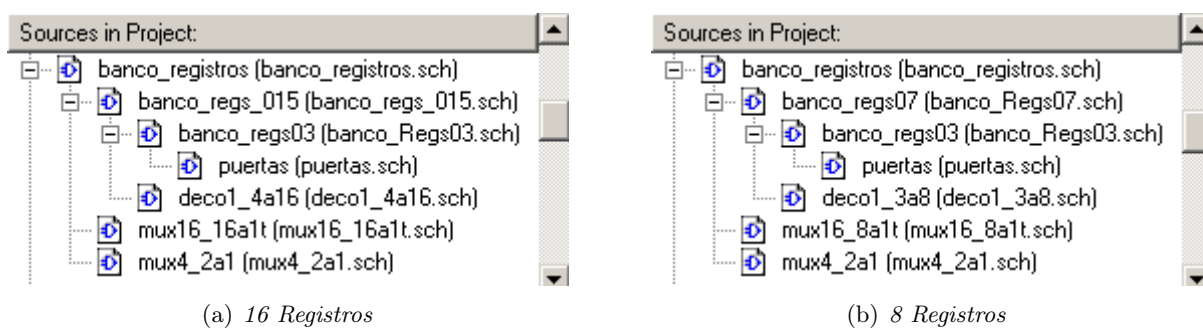 Sources in Project:
banco_registros (banco_registros.sch)
banco_regs_015 (banco_regs_015.sch)
banco_regs03 (banco_Regs03.sch)
puertas (puertas.sch)
deco1_4a16 (deco1_4a16.sch)
mux16_16a1t (mux16_16a1t.sch)
mux4_2a1 (mux4_2a1.sch)
(a) 16 Registros
Sources in Project:
banco_registros (banco_registros.sch)
banco_regs07 (banco_Regs07.sch)
banco_regs03 (banco_Regs03.sch)
puertas (puertas.sch)
deco1_3a8 (deco1_3a8.sch)
mux16_8a1t (mux16_8a1t.sch)
mux4_2a1 (mux4_2a1.sch)
(b) 8 Registros